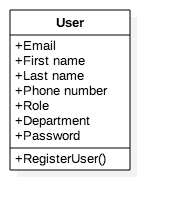 User
+Email
+First name
+Last name
+Phone number
+Role
+Department
+Password
+RegisterUser()